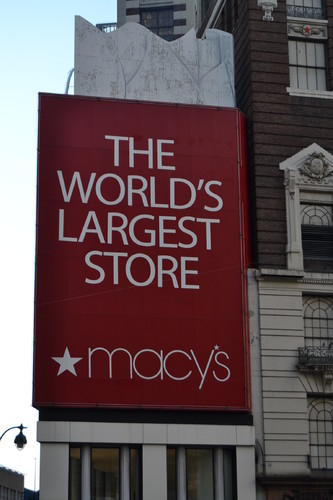 THE
WORLD'S
LARGEST
STORE
★macy's